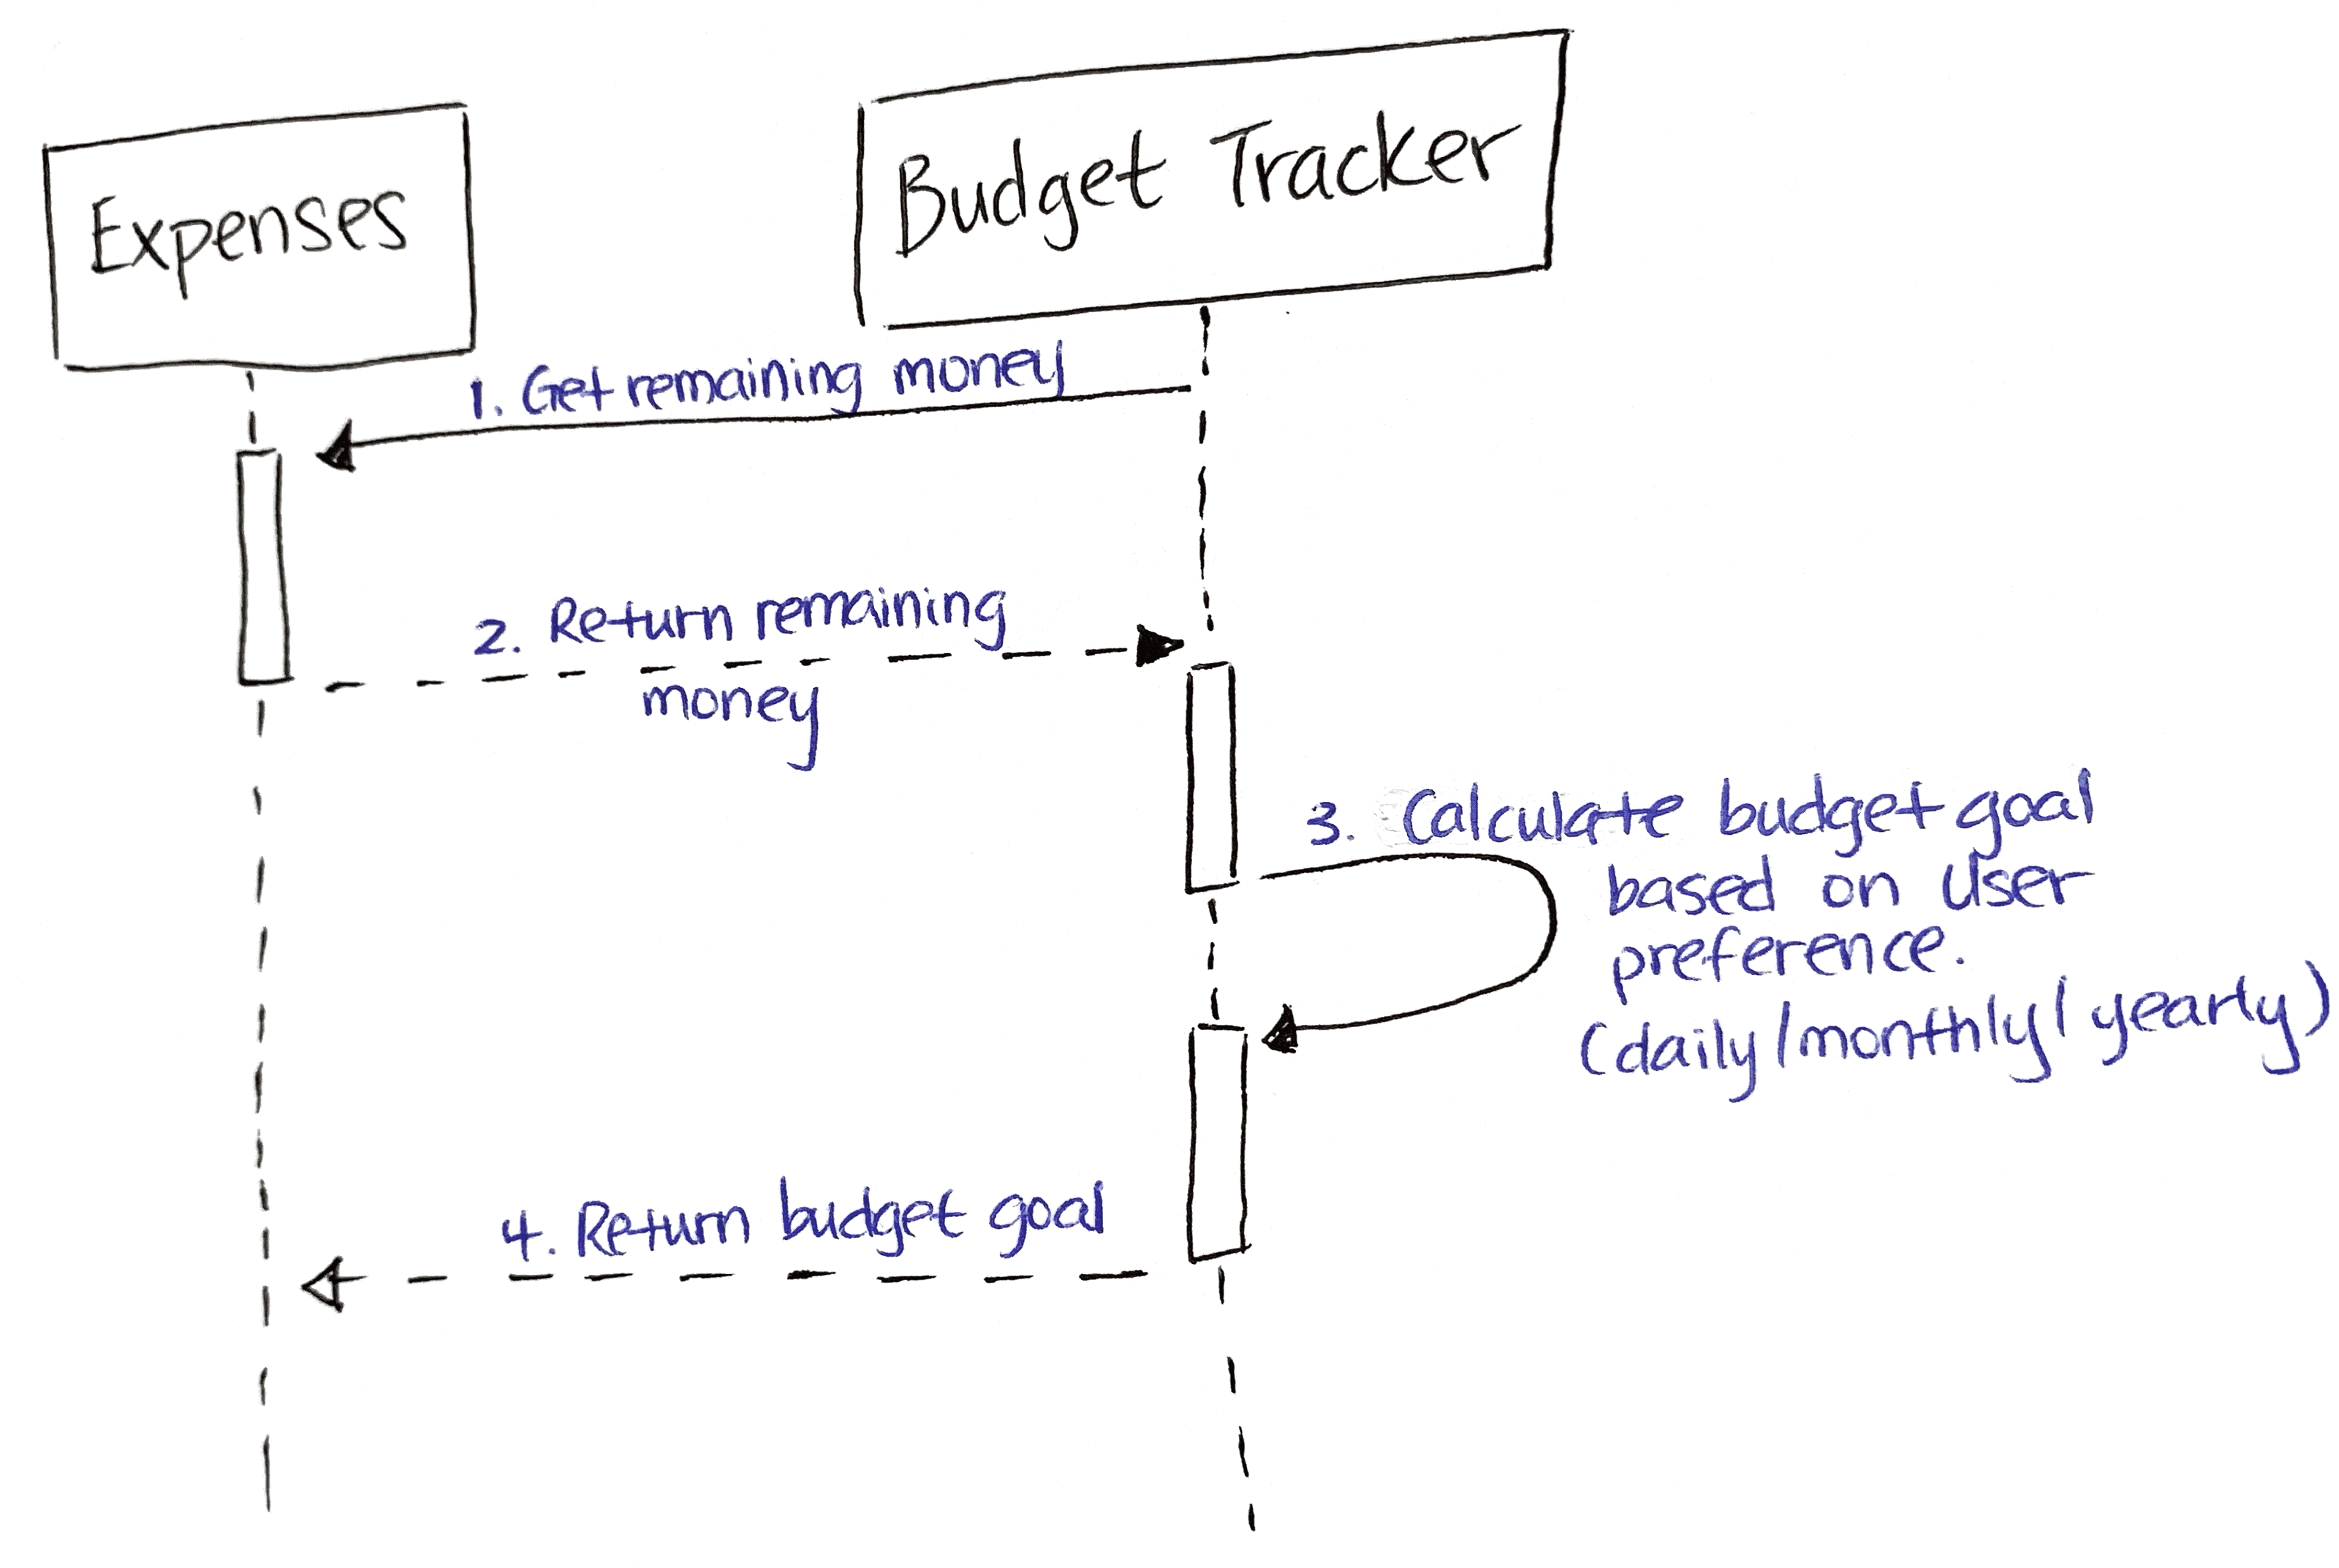 Expenses
Budget Tracker
1. Get remaining money
2. Return remaining
money
3. Calculate budget goal
based on user
preference.
(daily/monthly/yearly)
4. Return budget goal